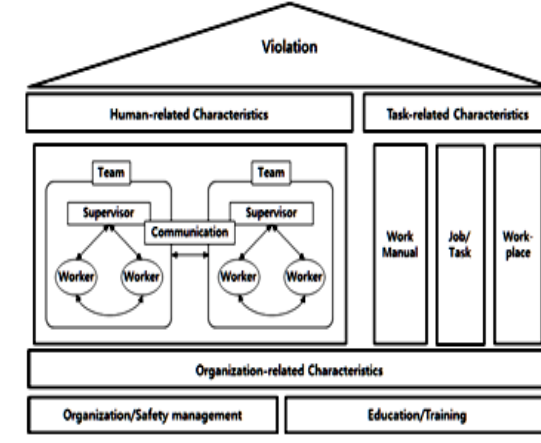 Violation
Human-related Characteristics
Task-related Characteristics
Team
Team
Supervisor
Supervisor
Communication
Worker
Worker
Worker
Worker
Work
Manual
Job/
Task
Work-
place
Organization-related Characteristics
Organization/Safety management
Education/Training